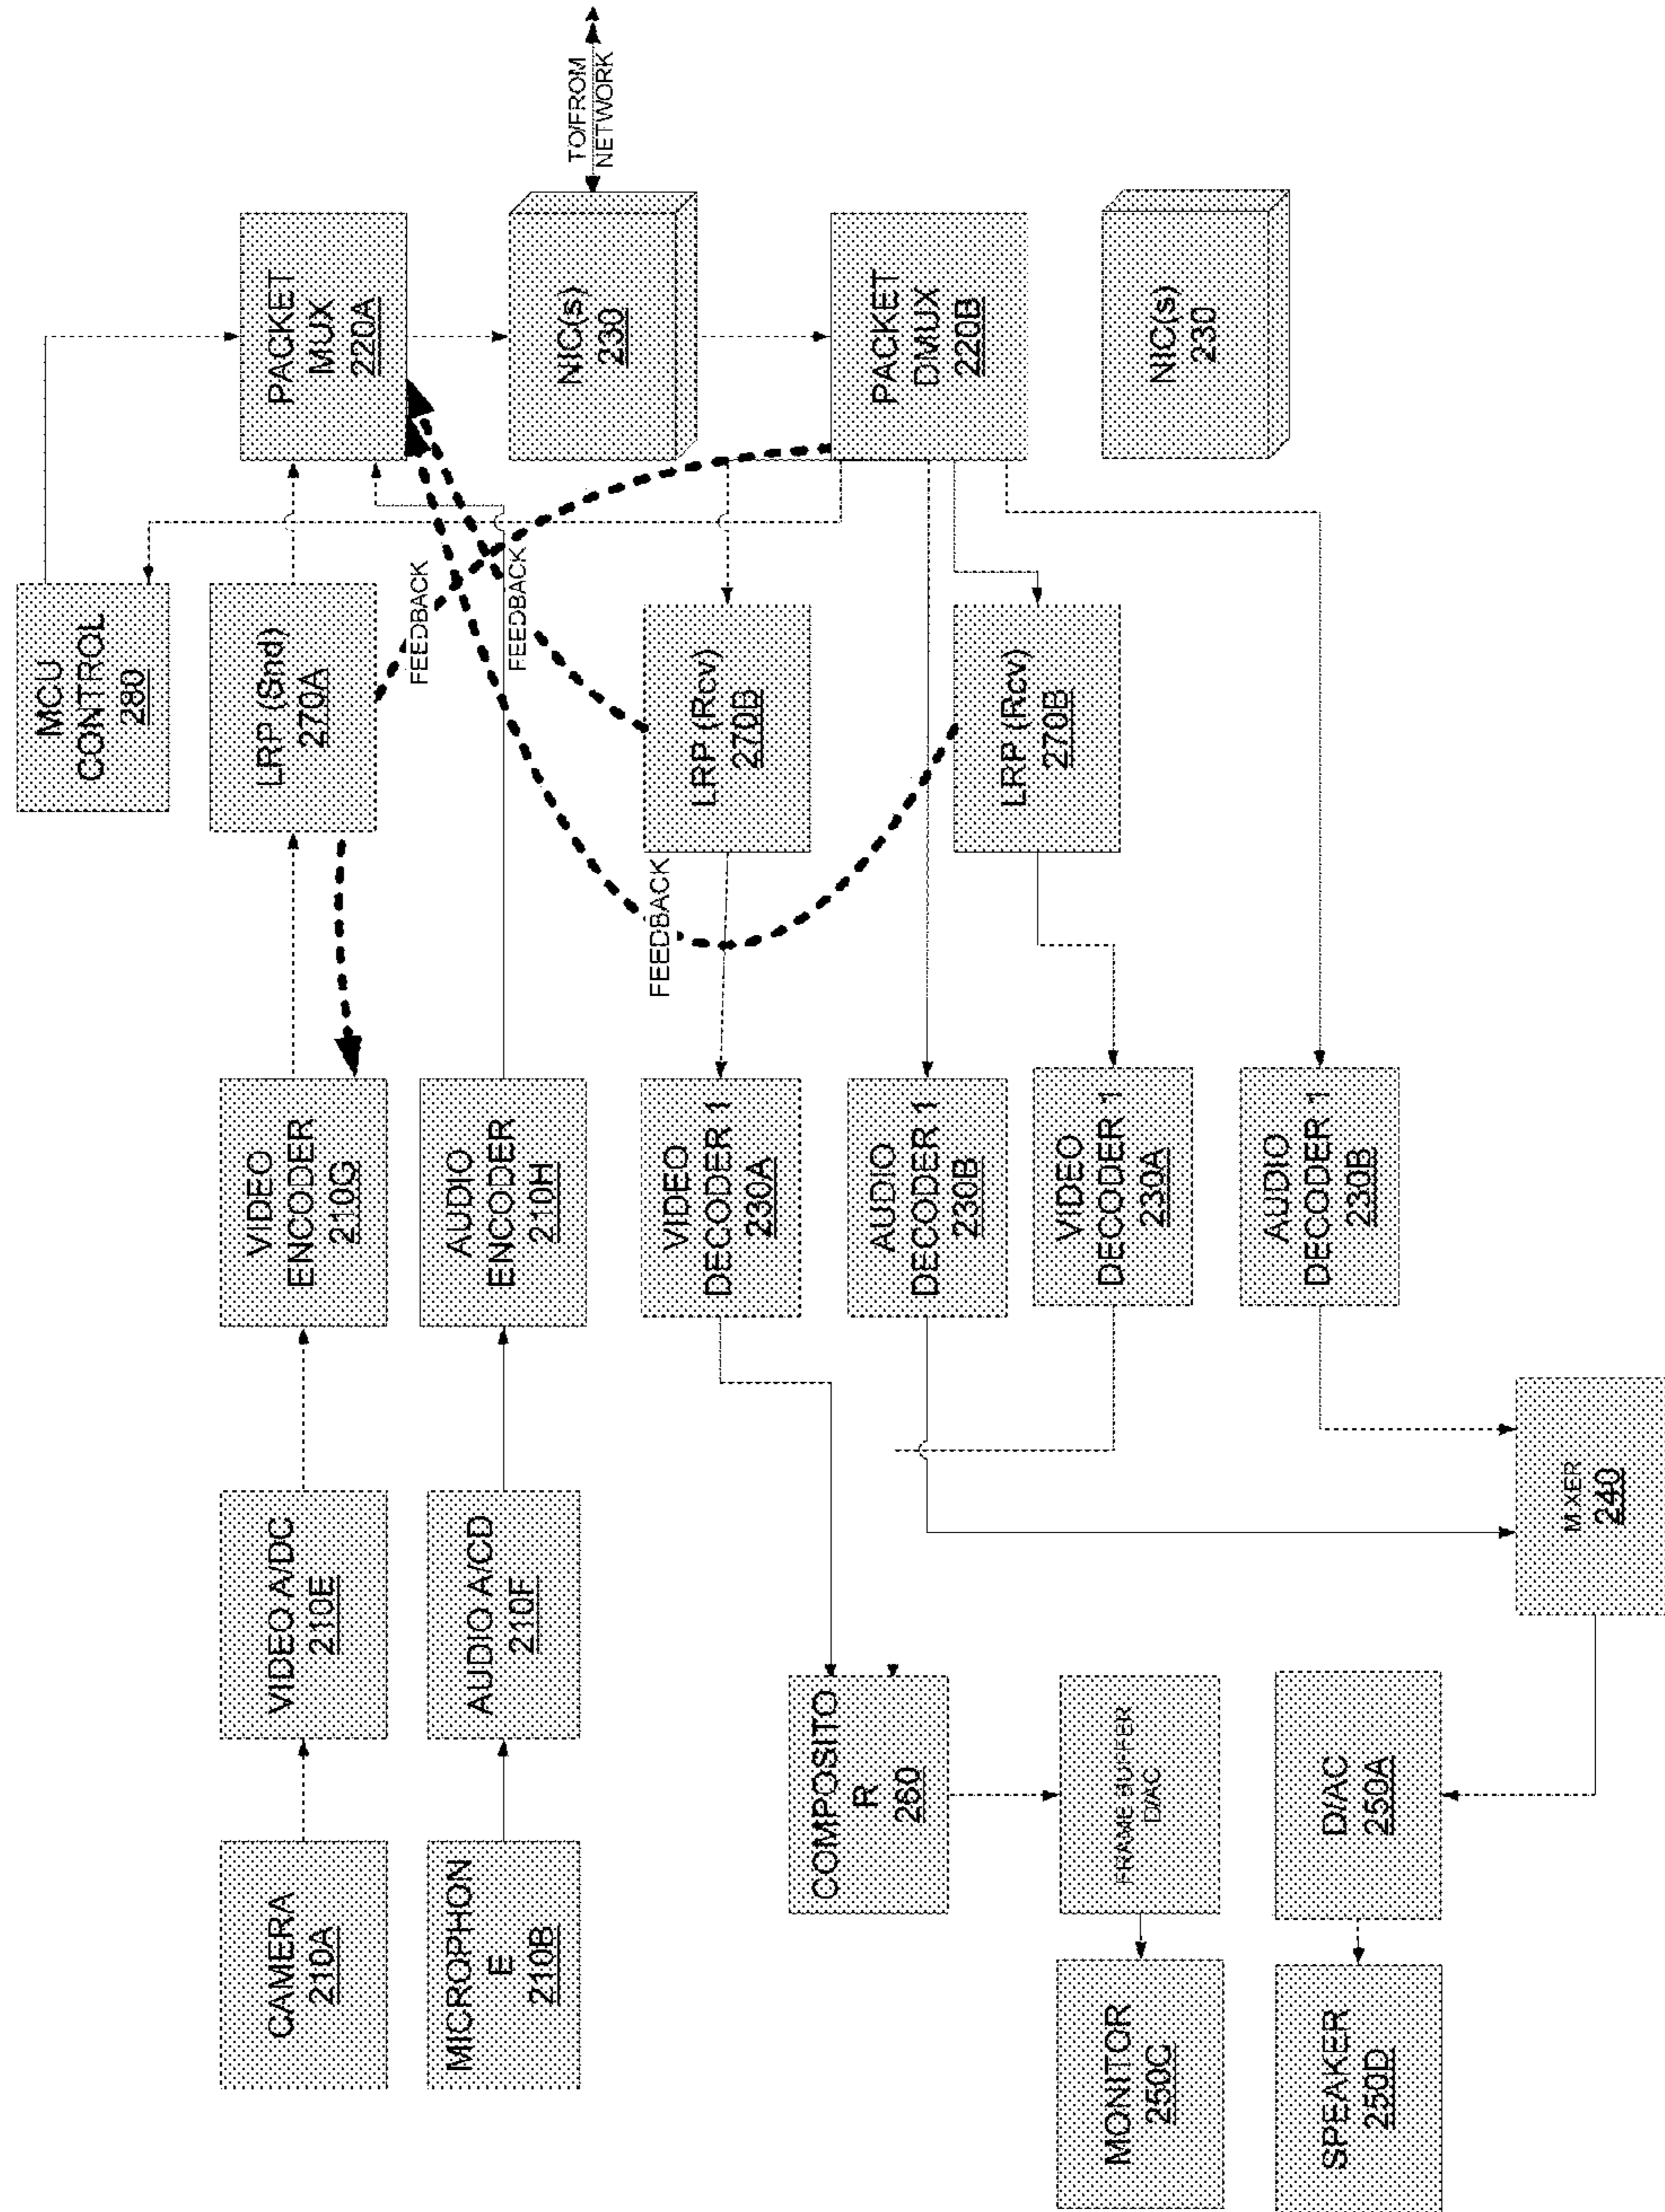 MCU
CONTROL
280
CAMERA
210A
VIDEO A/DC
210E
VIDEO
ENCODER
210G
LRP (Snd)
270A
PACKET
MUX
220A
FEEDBACK
MICROPHON
E
210B
AUDIO A/CD
210F
AUDIO
ENCODER
210H
FEEDBACK
NIC(s)
230
TO/FROM
NETWORK
FEEDBACK
VIDEO
DECODER 1
230A
LRP (Rcv)
270B
COMPOSITO
R
260
AUDIO
DECODER 1
230B
PACKET
DMUX
220B
VIDEO
DECODER 1
230A
LRP (Rcv)
270B
MONITOR
250C
FRAME BUFFER
D/AC
NIC(s)
230
SPEAKER
250D
D/AC
250A
AUDIO
DECODER 1
230B
M XER
240